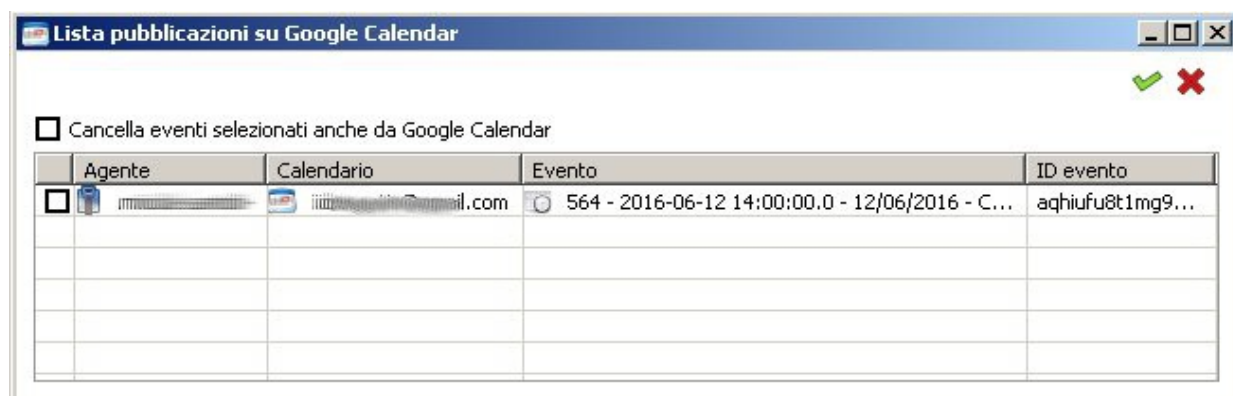 Lista pubblicazioni su Google Calendar
Cancella eventi selezionati anche da Google Calendar
Agente Calendario Evento ID evento
il.com 564 - 2016-06-12 14:00:00.0 - 12/06/2016 - C... aqhiufu8t1mg9...